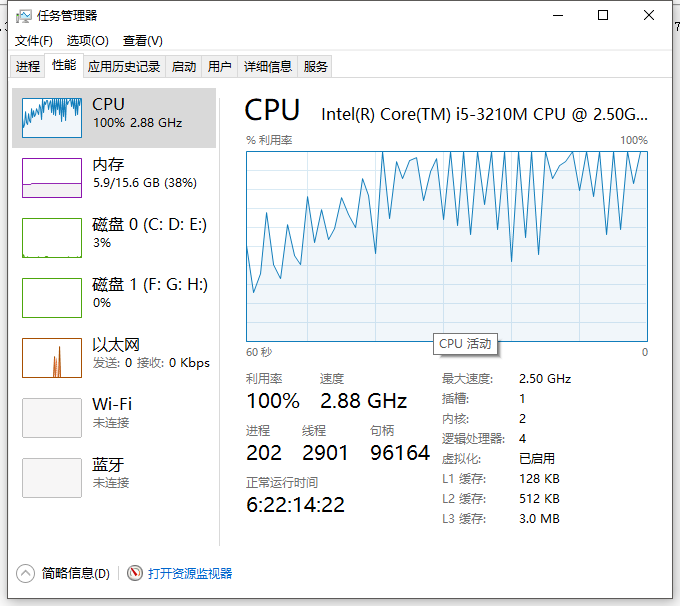 任务管理器
文件(F) 选项(O) 查看(V)
进程 性能 应用历史记录 启动 用户 详细信息 服务
CPU
100% 2.88 GHz
内存
5.9/15.6 GB (38%)
磁盘 0 (C: D: E:)
3%
磁盘 1 (F: G: H:)
0%
以太网
发送: 0 接收: 0 Kbps
Wi-Fi
未连接
蓝牙
未连接
CPU Intel(R) Core(TM) i5-3210M CPU @ 2.50G...
% 利用率 100%
CPU 活动
60 秒 0
利用率 速度
100% 2.88 GHz
进程 线程 句柄
202 2901 96164
正常运行时间
6:22:14:22
最大速度: 2.50 GHz
插槽: 1
内核: 2
逻辑处理器: 4
虚拟化: 已启用
L1 缓存: 128 KB
L2 缓存: 512 KB
L3 缓存: 3.0 MB
简略信息(D) 打开资源监视器